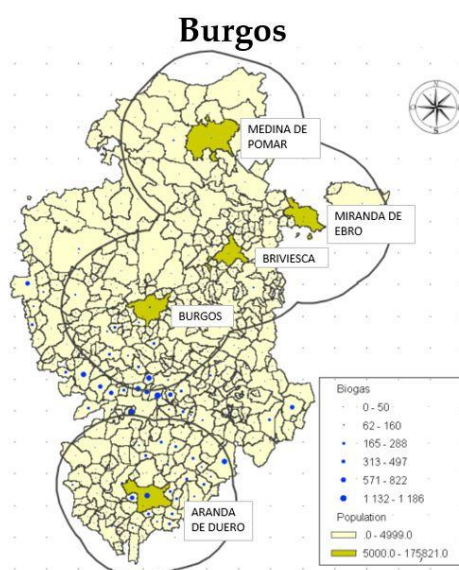 Burgos
MEDINA DE
POMAR
MIRANDA DE
EBRO
BRIVIESCA
BURGOS
ARANDA
DE DUERO
Biogas
0 - 50
62 - 160
165 - 288
313 - 497
571 - 822
1 132 - 1 186
Population
.0 - 4999.0
5000.0 - 175821.0